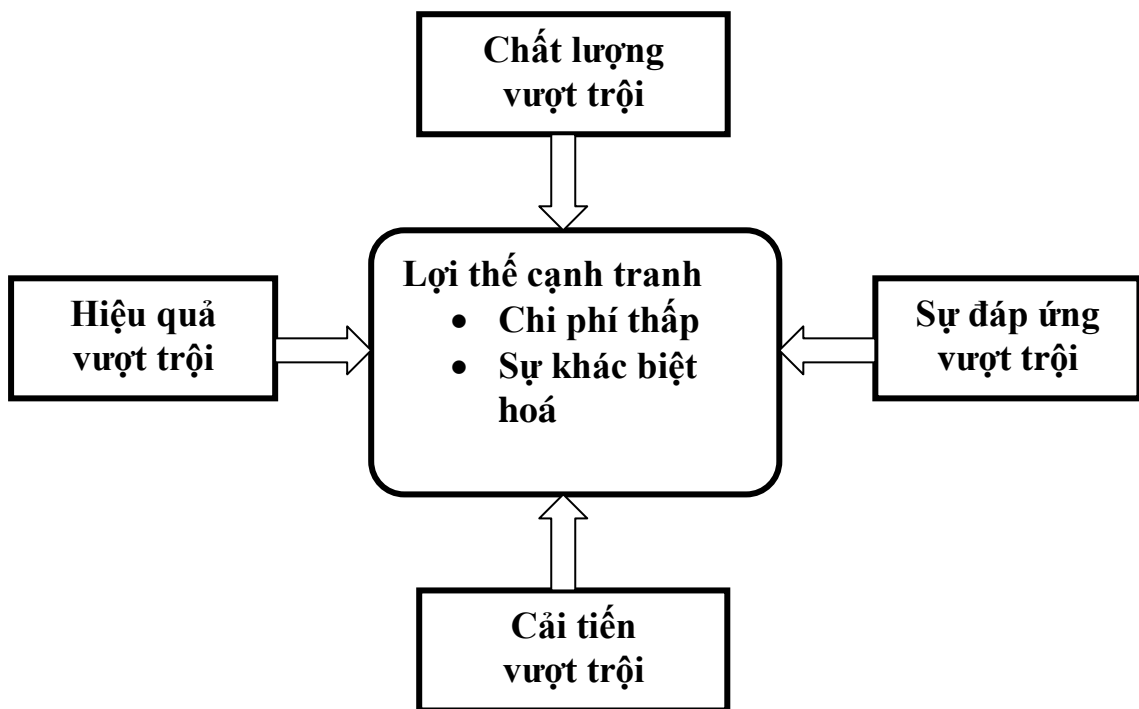 Chất lượng
vượt trội
Lợi thế cạnh tranh
• Chi phí thấp
• Sự khác biệt
hoá
Hiệu quả
vượt trội
Sự đáp ứng
vượt trội
Cải tiến
vượt trội